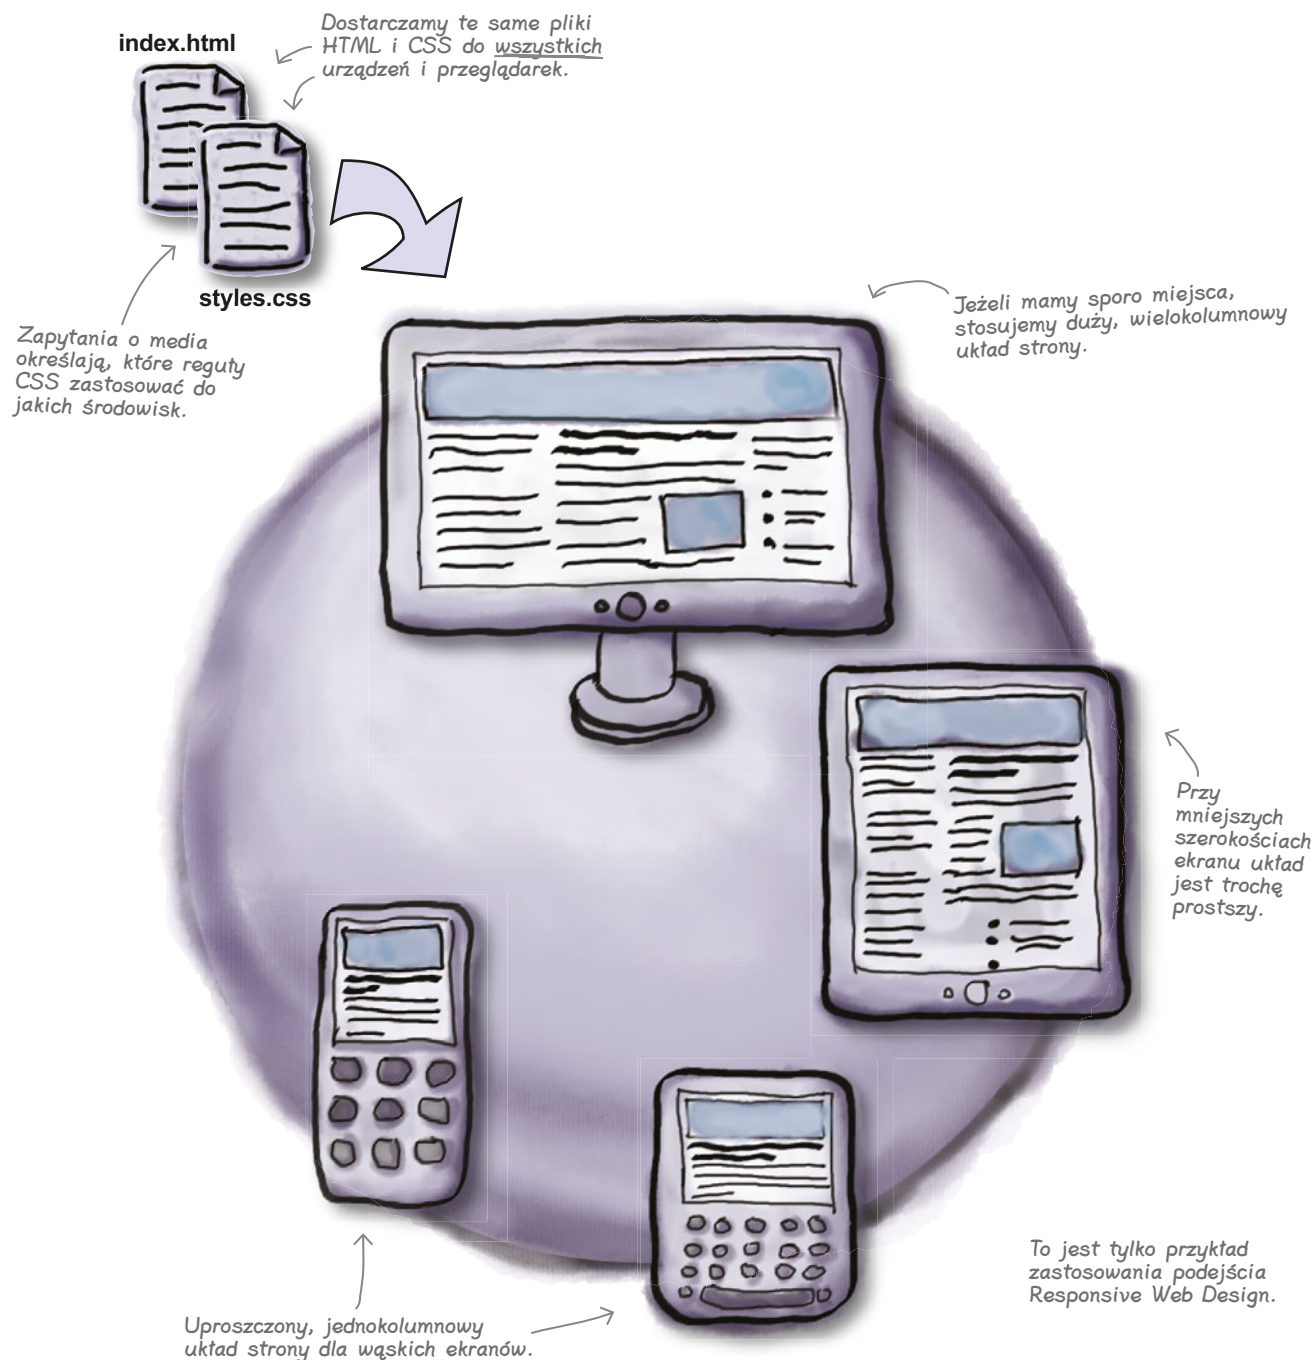 index.html
Dostarczamy te same pliki
HTML i CSS do wszystkich
urządzeń i przeglądarek.
styles.css
Zapytania o media
określają, które reguły
CSS zastosować do
jakich środowisk.
Jeżeli mamy sporo miejsca,
stosujemy duży, wielokolumnowy
układ strony.
Przy
mniejszych
szerokościach
ekranu układ
jest trochę
prostszy.
To jest tylko przykład
zastosowania podejścia
Responsive Web Design.
Uproszczony, jednokolumnowy
układ strony dla wąskich ekranów.